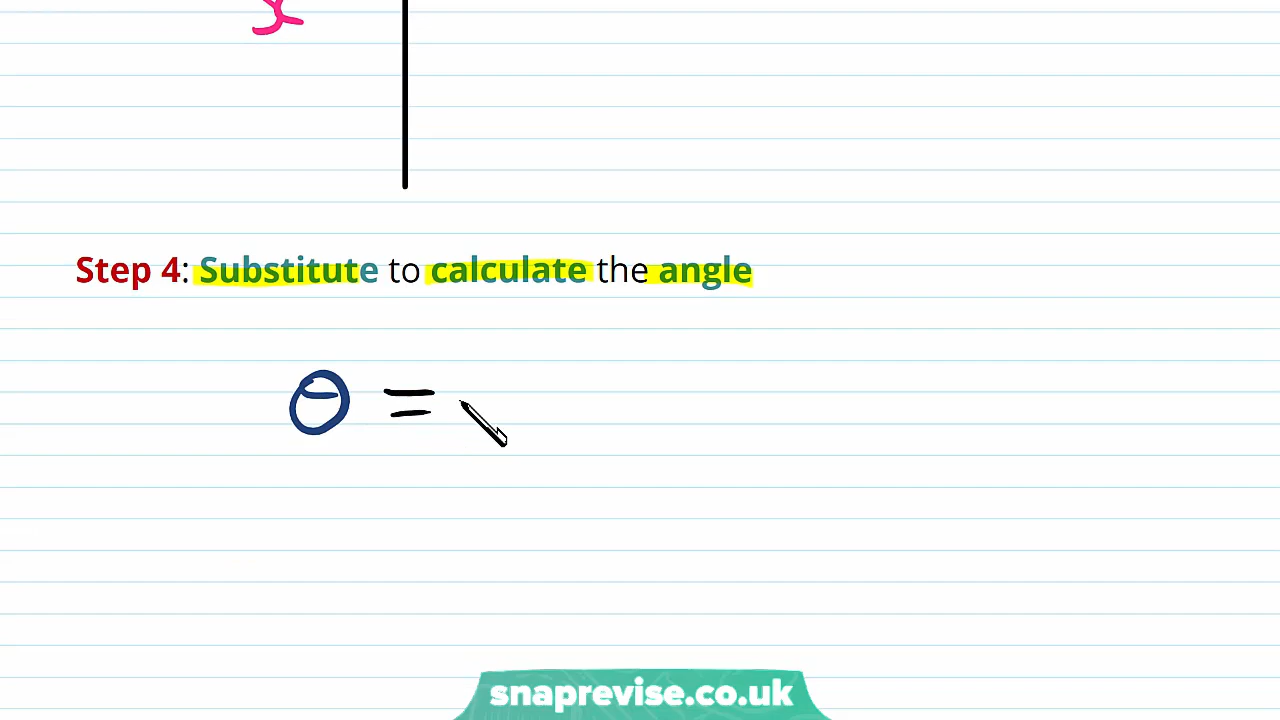 Step 4: Substitute to calculate the angle
θ =
snaprevise.co.uk